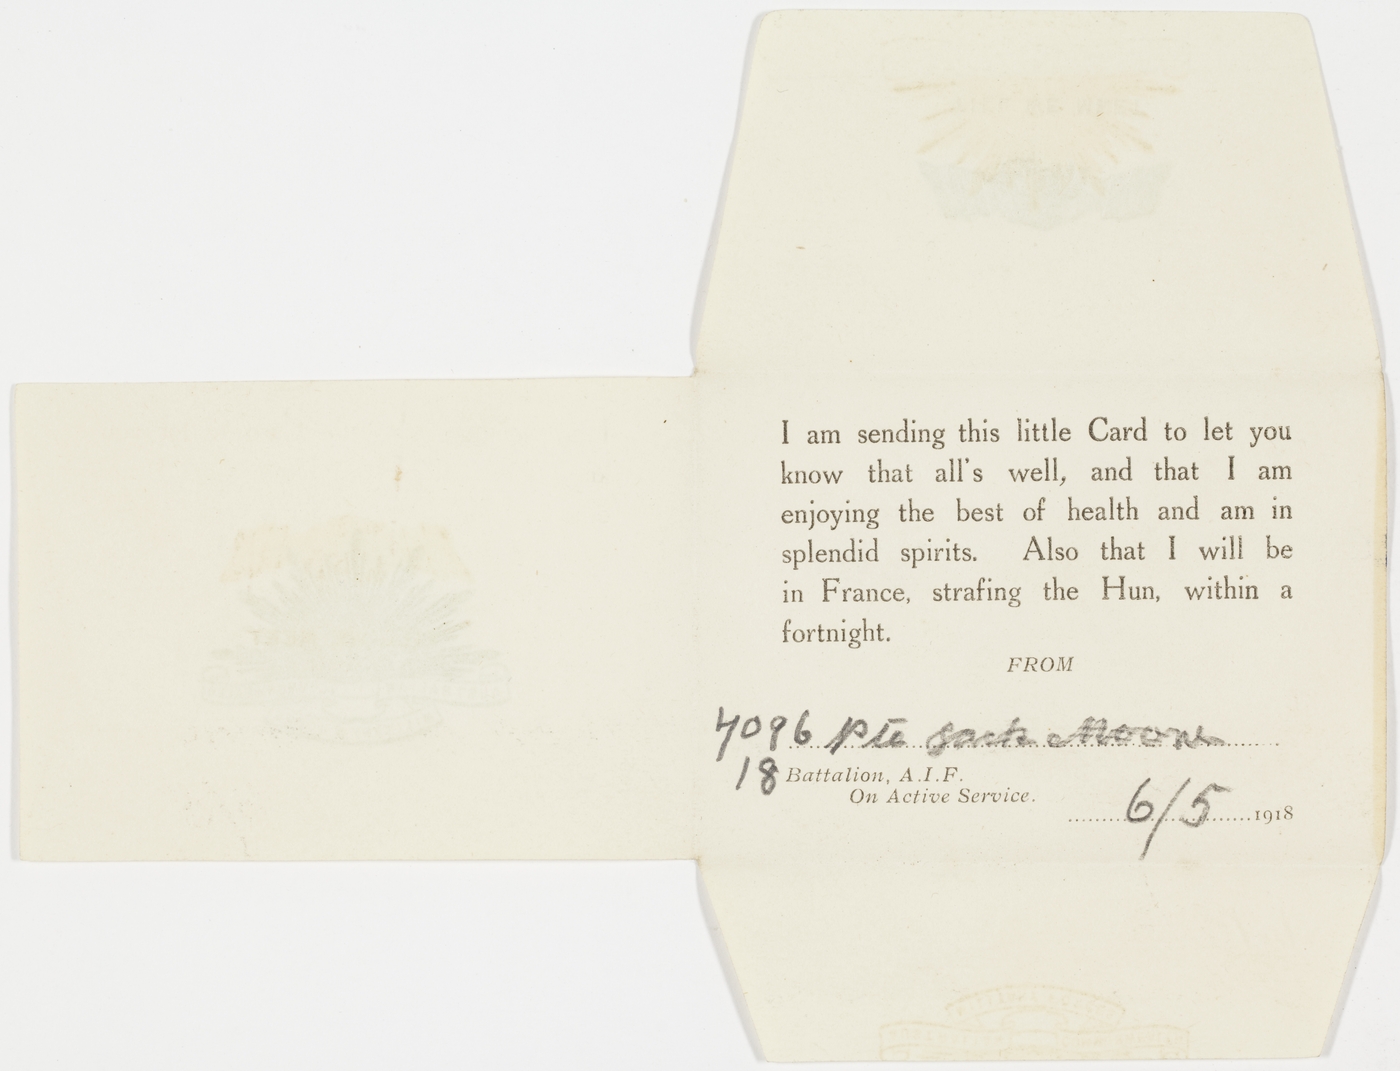 I am sending this little Card to let you
know that all's well, and that I am
enjoying the best of health and am in
splendid spirits. Also that I will be
in France, strafing the Hun, within a
fortnight.
FROM
7096 Pte Jack Moore
18 Battalion, A.I.F.
On Active Service.
6/5 1918